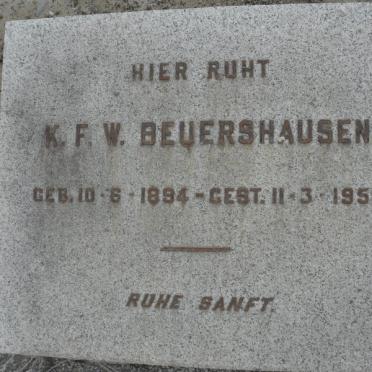 HIER RUHT
K. F. W. BEUERSHAUSEN
GEB. 10 - 6 - 1894 - GEST. 11 - 3 - 195
RUHE SANFT.